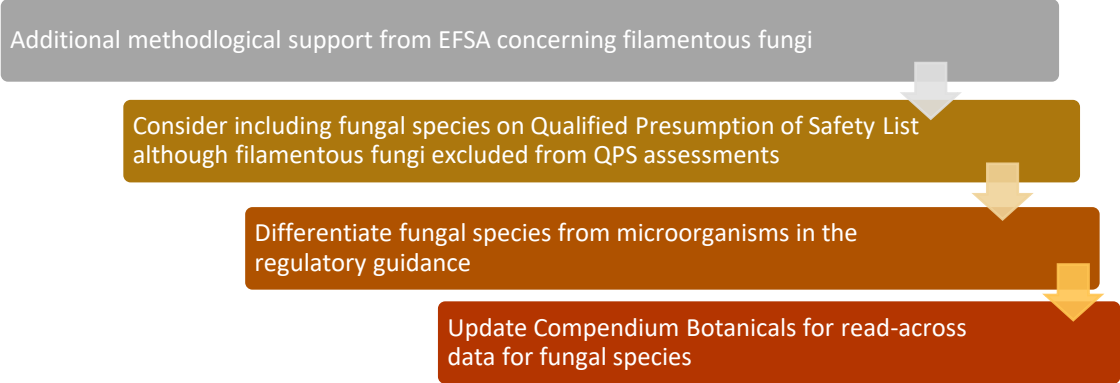 Additional methodlogical support from EFSA concerning filamentous fungi
Consider including fungal species on Qualified Presumption of Safety List
although filamentous fungi excluded from QPS assessments
Differentiate fungal species from microorganisms in the
regulatory guidance
Update Compendium Botanicals for read-across
data for fungal species